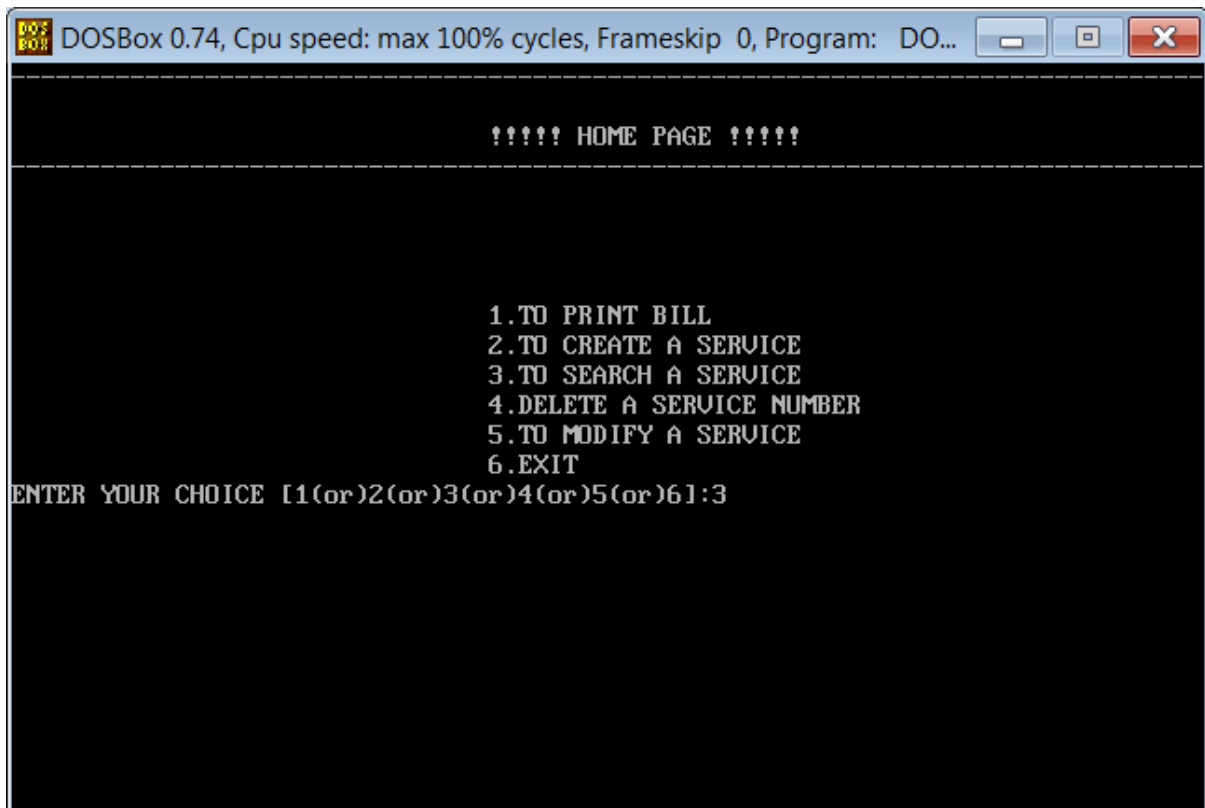 DOSBox 0.74, Cpu speed: max 100% cycles, Frameskip 0, Program: DO...
!!!!! HOME PAGE !!!!!
1.TO PRINT BILL
2.TO CREATE A SERVICE
3.TO SEARCH A SERVICE
4.DELETE A SERVICE NUMBER
5.TO MODIFY A SERVICE
6.EXIT
ENTER YOUR CHOICE [1(or)2(or)3(or)4(or)5(or)6]:3